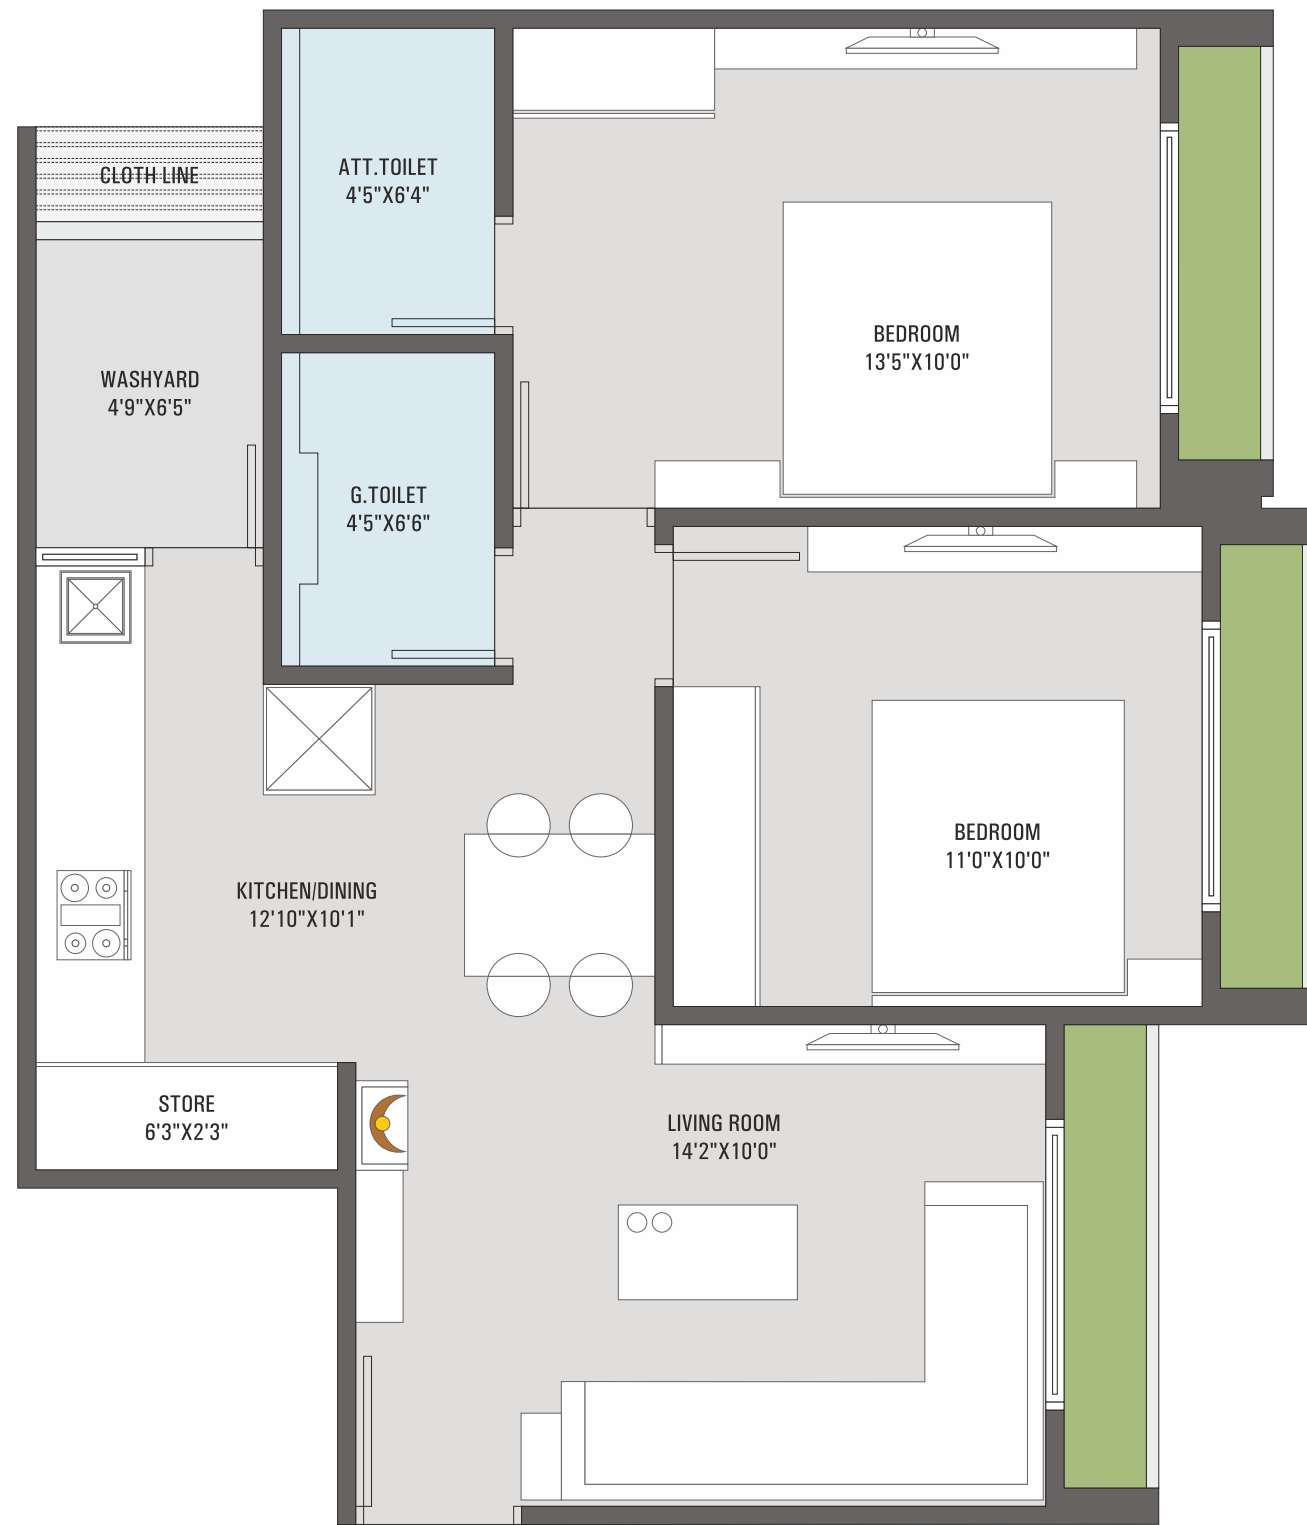 CLOTH LINE
ATT.TOILET
4'5"X6'4"
BEDROOM
13'5"X10'0"
WASHYARD
4'9"X6'5"
G.TOILET
4'5"X6'6"
BEDROOM
11'0"X10'0"
KITCHEN/DINING
12'10"X10'1"
STORE
6'3"X2'3"
LIVING ROOM
14'2"X10'0"